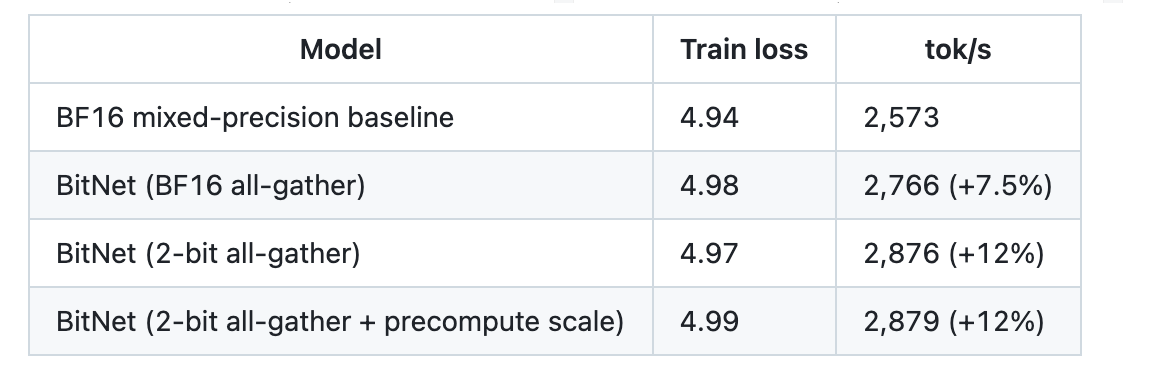 Model Train loss tok/s
BF16 mixed-precision baseline 4.94 2,573
BitNet (BF16 all-gather) 4.98 2,766 (+7.5%)
BitNet (2-bit all-gather) 4.97 2,876 (+12%)
BitNet (2-bit all-gather + precompute scale) 4.99 2,879 (+12%)